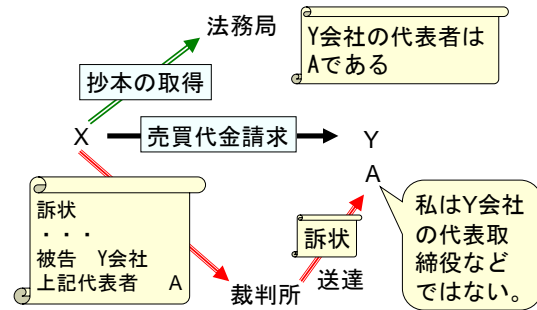 法務局
Y会社の代表者は
Aである
抄本の取得
X
売買代金請求
Y
A
訴状
・・・
被告　Y会社
上記代表者　　A
訴状
送達
裁判所
私はY会社
の代表取
締役など
ではない。